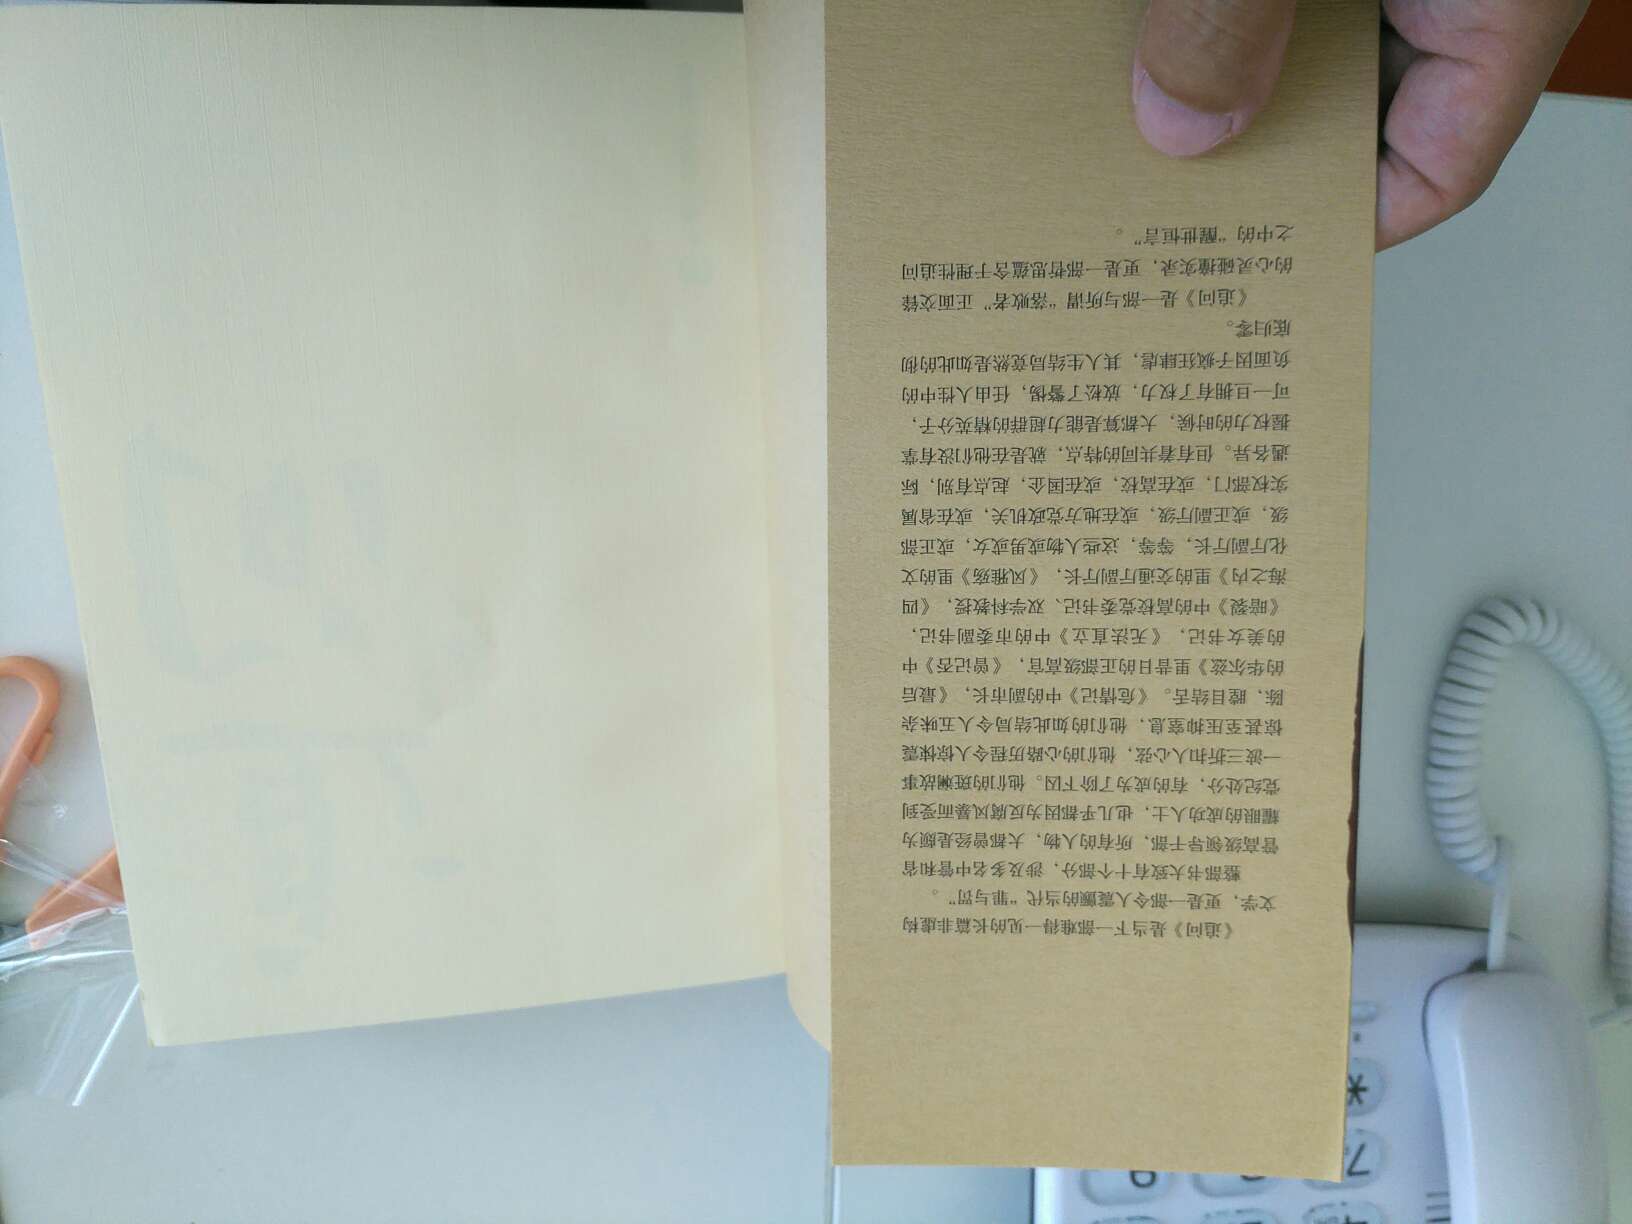 《追问》是当下一部难得一见的长篇非虚构
文学，更是一部令人震撼的当代“罪与罚”。
整部书大致有十个部分，涉及多名中管和省
管高级领导干部，所有的人物，大都曾经是颇为
耀眼的成功人士，也几乎都因为反腐风暴而受到
党纪处分，有的成为了阶下囚。他们的斑斓故事
一波三折扣人心弦，他们的心路历程令人惊悚震
惊甚至压抑窒息，他们的如此结局令人五味杂
陈，瞠目结舌。《危情记》中的副市长，《最后
的华尔兹》里昔日的正部级高官，《曾记否》中
的美女书记，《无法直立》中的市委副书记，
《暗裂》中的高校党委书记、双学科教授，《四
海之内》里的交通厅副厅长，《风雅殇》里的文
化厅副厅长，等等，这些人物或男或女，或正部
级，或正副厅级，或在地方党政机关，或在省属
实权部门，或在高校，或在国企，起点有别，际
遇各异。但有着共同的特点，就是在他们没有掌
握权力的时候，大都算是能力超群的精英分子，
可一旦拥有了权力，放松了警惕，任由人性中的
负面因子疯狂肆虐，其人生结局竟然是如此的彻
底归零。
《追问》是一部与所谓“落败者”正面交锋
的心灵碰撞实录，更是一部哲思蕴含于理性追问
之中的“醒世恒言”。
*
7
9